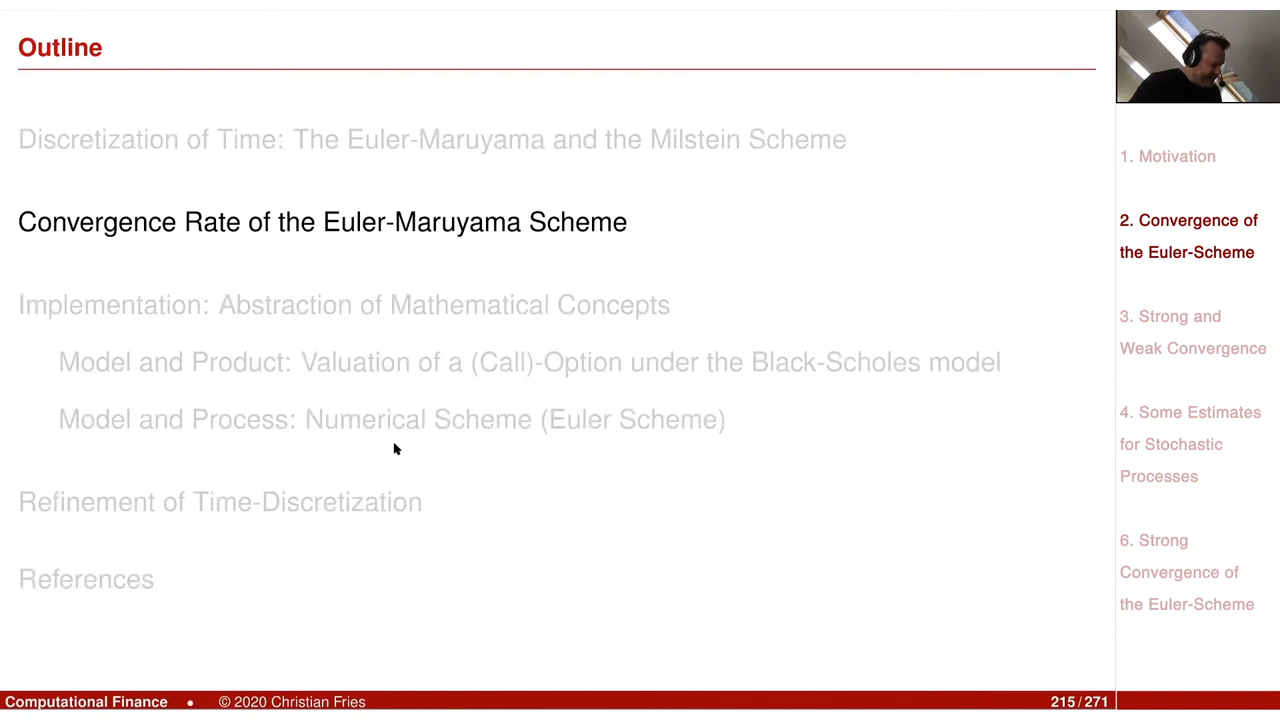 Outline
Discretization of Time: The Euler-Maruyama and the Milstein Scheme
Convergence Rate of the Euler-Maruyama Scheme
Implementation: Abstraction of Mathematical Concepts
Model and Product: Valuation of a (Call)-Option under the Black-Scholes model
Model and Process: Numerical Scheme (Euler Scheme)
Refinement of Time-Discretization
References
1. Motivation
2. Convergence of
the Euler-Scheme
3. Strong and
Weak Convergence
4. Some Estimates
for Stochastic
Processes
6. Strong
Convergence of
the Euler-Scheme
Computational Finance • © 2020 Christian Fries 215 / 271